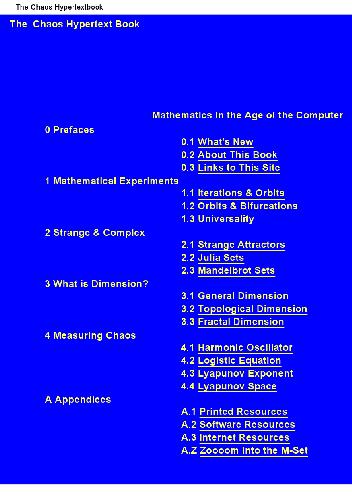 The Chaos Hypertextbook
The Chaos Hypertext Book
Mathematics in the Age of the Computer
0 Prefaces
0.1 What's New
0.2 About This Book
0.3 Links to This Site
1 Mathematical Experiments
1.1 Iterations & Orbits
1.2 Orbits & Bifurcations
1.3 Universality
2 Strange & Complex
2.1 Strange Attractors
2.2 Julia Sets
2.3 Mandelbrot Sets
3 What is Dimension?
3.1 General Dimension
3.2 Topological Dimension
3.3 Fractal Dimension
4 Measuring Chaos
4.1 Harmonic Oscillator
4.2 Logistic Equation
4.3 Lyapunov Exponent
4.4 Lyapunov Space
A Appendices
A.1 Printed Resources
A.2 Software Resources
A.3 Internet Resources
A.Z Zoooom Into the M-Set